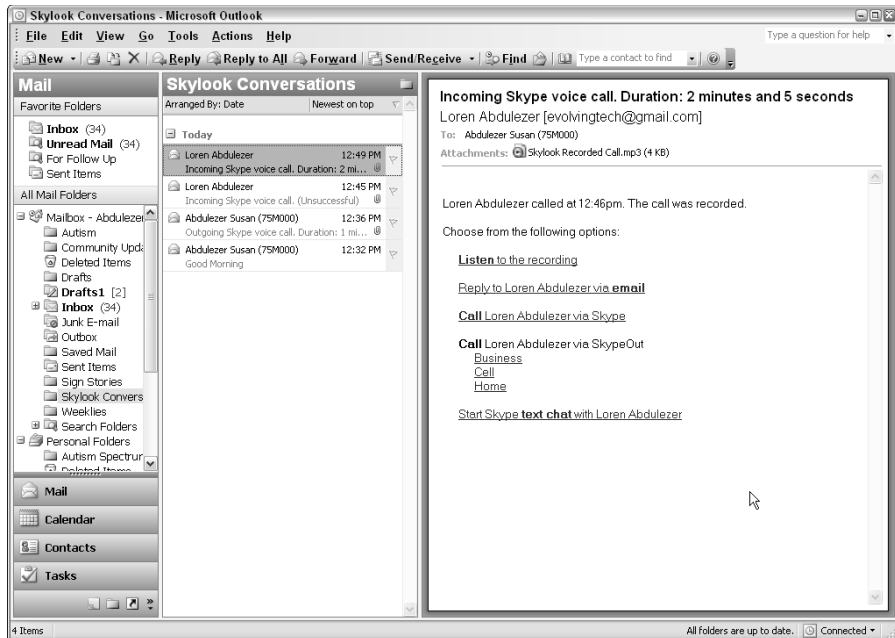 Skylook Conversations - Microsoft Outlook
File Edit View Go Tools Actions Help
Type a question for help
New Reply Reply to All Forward Send/Receive Find Type a contact to find
Mail
Favorite Folders
Inbox (34)
Unread Mail (34)
For Follow Up
Sent Items
All Mail Folders
Mailbox - Abdulezer
Autism
Community Upda
Deleted Items
Drafts
Drafts1 [2]
Inbox (34)
Junk E-mail
Outbox
Saved Mail
Sent Items
Sign Stories
Skylook Convers
Weeklies
Search Folders
Personal Folders
Autism Spectrur
Deleted Items
Mail
Calendar
Contacts
Tasks
Skylook Conversations
Arranged By: Date Newest on top
Today
Loren Abdulezer 12:49 PM
Incoming Skype voice call. Duration: 2 mi...
Loren Abdulezer 12:45 PM
Incoming Skype voice call. (Unsuccessful)
Abdulezer Susan (75M000) 12:36 PM
Outgoing Skype voice call. Duration: 1 mi...
Abdulezer Susan (75M000) 12:32 PM
Good Morning
Incoming Skype voice call. Duration: 2 minutes and 5 seconds
Loren Abdulezer [evolvingtech@gmail.com]
To: Abdulezer Susan (75M000)
Attachments: Skylook Recorded Call.mp3 (4 KB)
Loren Abdulezer called at 12:46pm. The call was recorded.
Choose from the following options:
Listen to the recording
Reply to Loren Abdulezer via email
Call Loren Abdulezer via Skype
Call Loren Abdulezer via SkypeOut
Business
Cell
Home
Start Skype text chat with Loren Abdulezer
4 Items
All folders are up to date. Connected